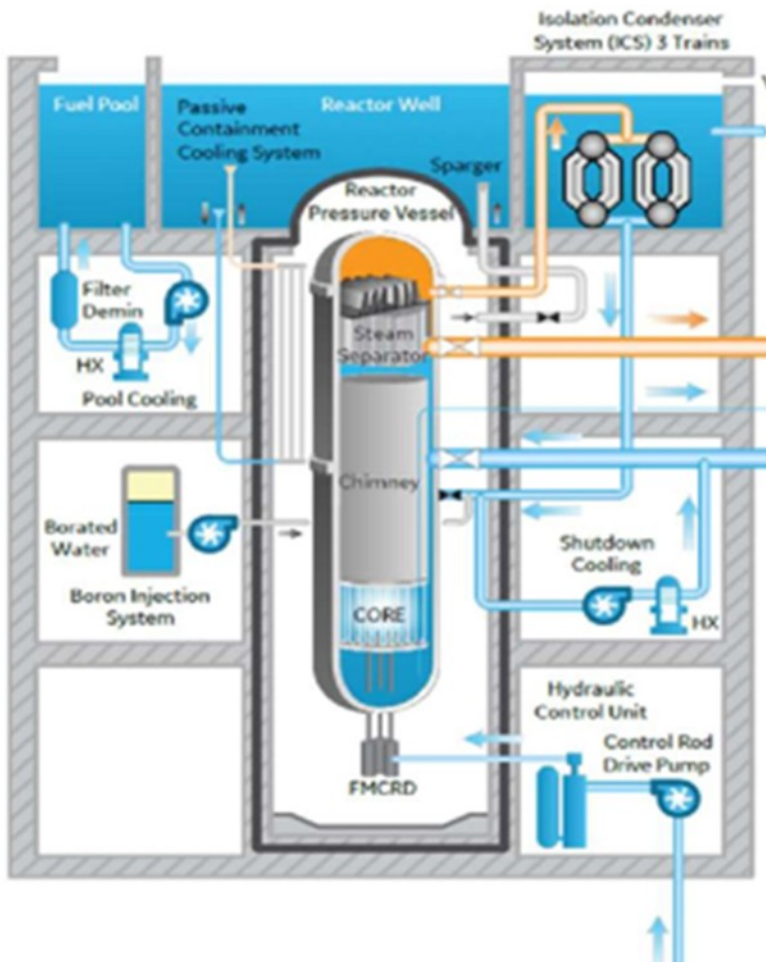 Isolation Condenser
System (ICS) 3 Trains
Fuel Pool
Passive
Containment
Cooling System
Reactor Well
Sparger
Reactor
Pressure Vessel
Filter
Demin
HX
Pool Cooling
Steam
Separator
Chimney
Borated
Water
Boron Injection
System
CORE
Shutdown
Cooling
HX
Hydraulic
Control Unit
Control Rod
Drive Pump
FMCRD